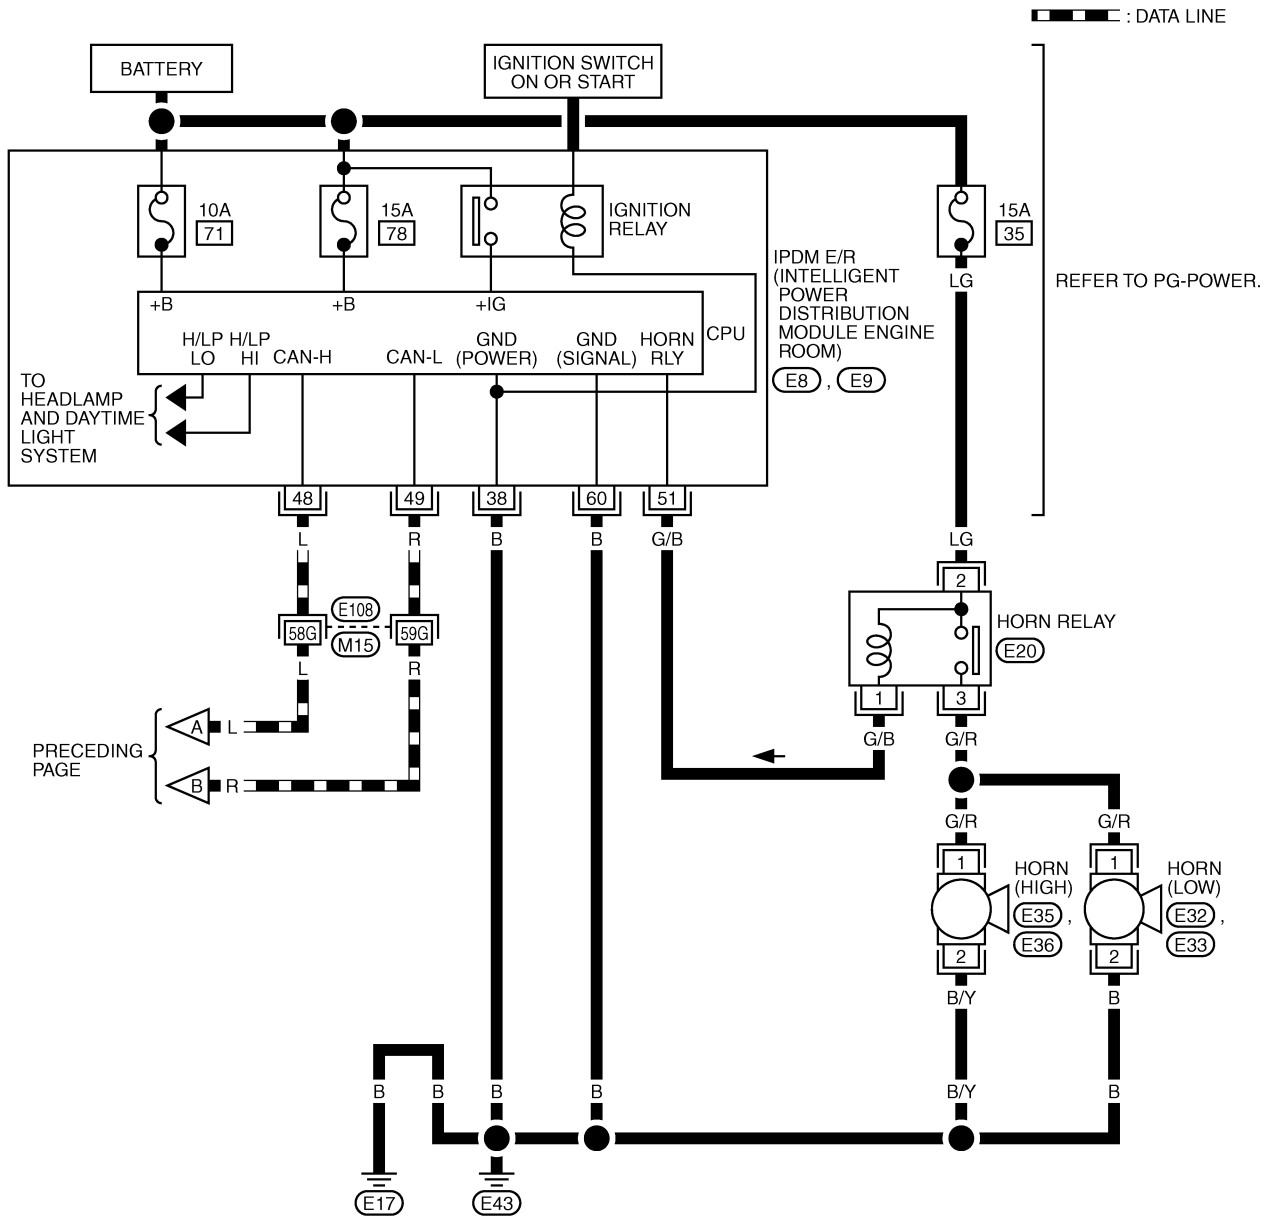 : DATA LINE
BATTERY
IGNITION SWITCH
ON OR START
10A
71
15A
78
IGNITION
RELAY
15A
35
LG
REFER TO PG-POWER.
IPDM E/R
(INTELLIGENT
POWER
DISTRIBUTION
MODULE ENGINE
ROOM)
E8 , E9
+B
+B
+IG
CPU
H/LP
LO
H/LP
HI
CAN-H
CAN-L
GND
(POWER)
GND
(SIGNAL)
HORN
RLY
TO
HEADLAMP
AND DAYTIME
LIGHT
SYSTEM
48
49
38
60
51
L
R
B
B
G/B
LG
2
HORN RELAY
E20
1
3
G/B
G/R
58G
E108
M15
59G
L
R
PRECEDING
PAGE
A
L
B
R
G/R
G/R
1
1
HORN
(HIGH)
E35 ,
E36
HORN
(LOW)
E32 ,
E33
2
2
B/Y
B
B
B
B
B
B/Y
B
E17
E43